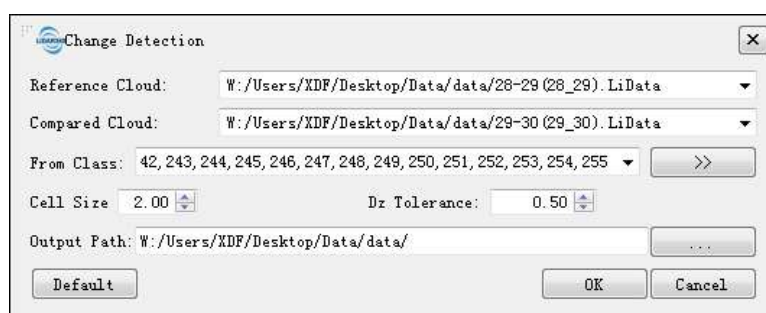 Change Detection
Reference Cloud: W:/Users/XDF/Desktop/Data/data/28-29(28_29).LiData
Compared Cloud: W:/Users/XDF/Desktop/Data/data/29-30(29_30).LiData
From Class: 42, 243, 244, 245, 246, 247, 248, 249, 250, 251, 252, 253, 254, 255 >>
Cell Size 2.00 Dz Tolerance: 0.50
Output Path: W:/Users/XDF/Desktop/Data/data/ ...
Default OK Cancel